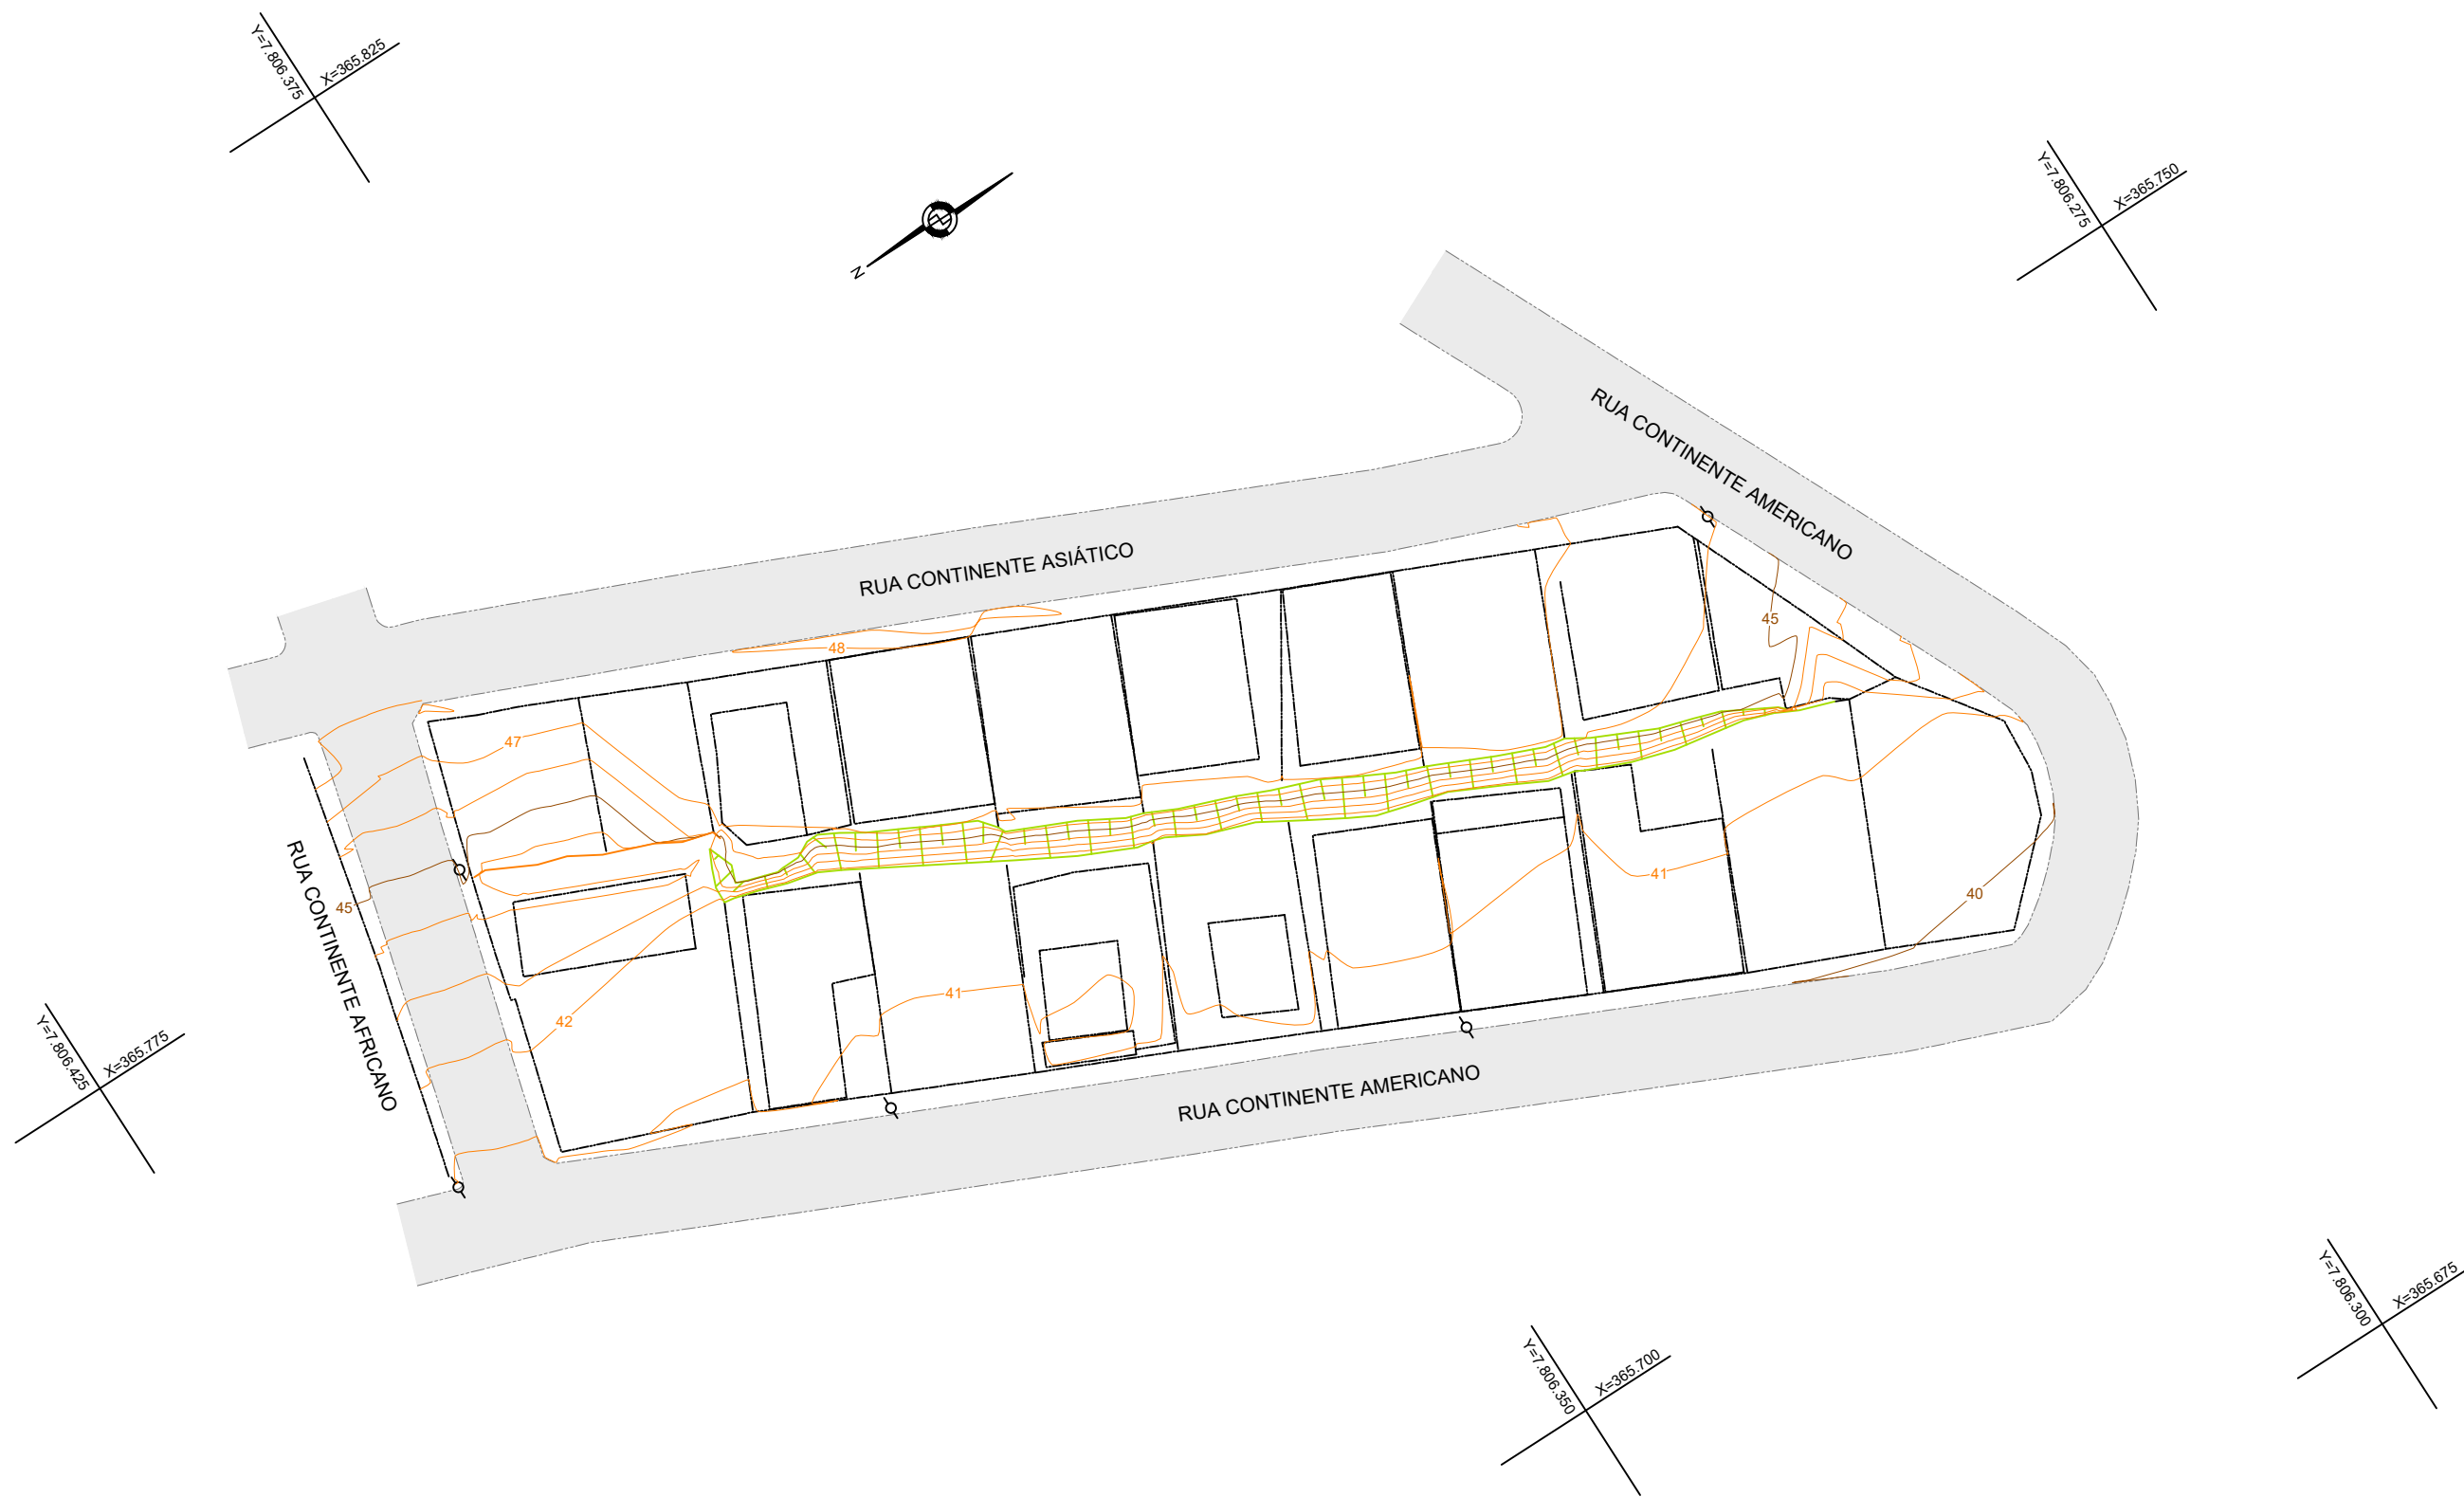 Y=7.806.375
X=365.825
Y=7.806.275
X=365.750
N
RUA CONTINENTE AMERICANO
RUA CONTINENTE ASIÁTICO
48
45
47
RUA CONTINENTE AFRICANO
45
41
40
41
42
Y=7.806.425
X=365.775
RUA CONTINENTE AMERICANO
Y=7.806.300
X=365.675
Y=7.806.350
X=365.700